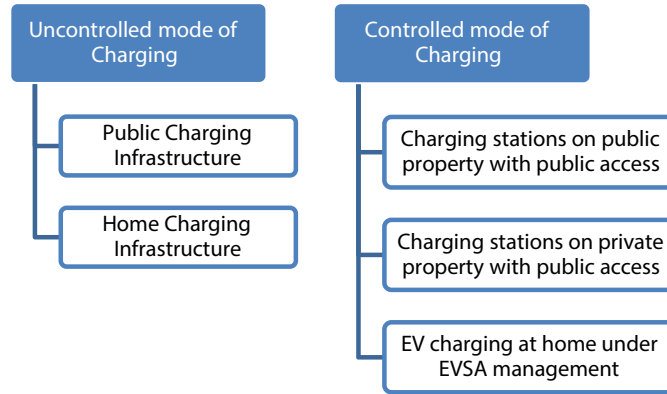 Uncontrolled mode of
Charging
Public Charging
Infrastructure
Home Charging
Infrastructure
Controlled mode of
Charging
Charging stations on public
property with public access
Charging stations on private
property with public access
EV charging at home under
EVSA management